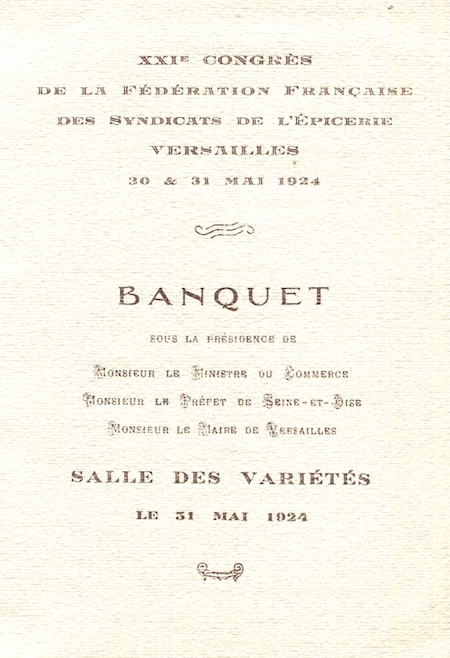 XXIᴱ CONGRÈS
DE LA FÉDÉRATION FRANÇAISE
DES SYNDICATS DE L'ÉPICERIE
VERSAILLES
30 & 31 MAI 1924
BANQUET
SOUS LA PRÉSIDENCE DE
MONSIEUR LE MINISTRE DU COMMERCE
MONSIEUR LE PRÉFET DE SEINE-ET-OISE
MONSIEUR LE MAIRE DE VERSAILLES
SALLE DES VARIÉTÉS
LE 31 MAI 1924